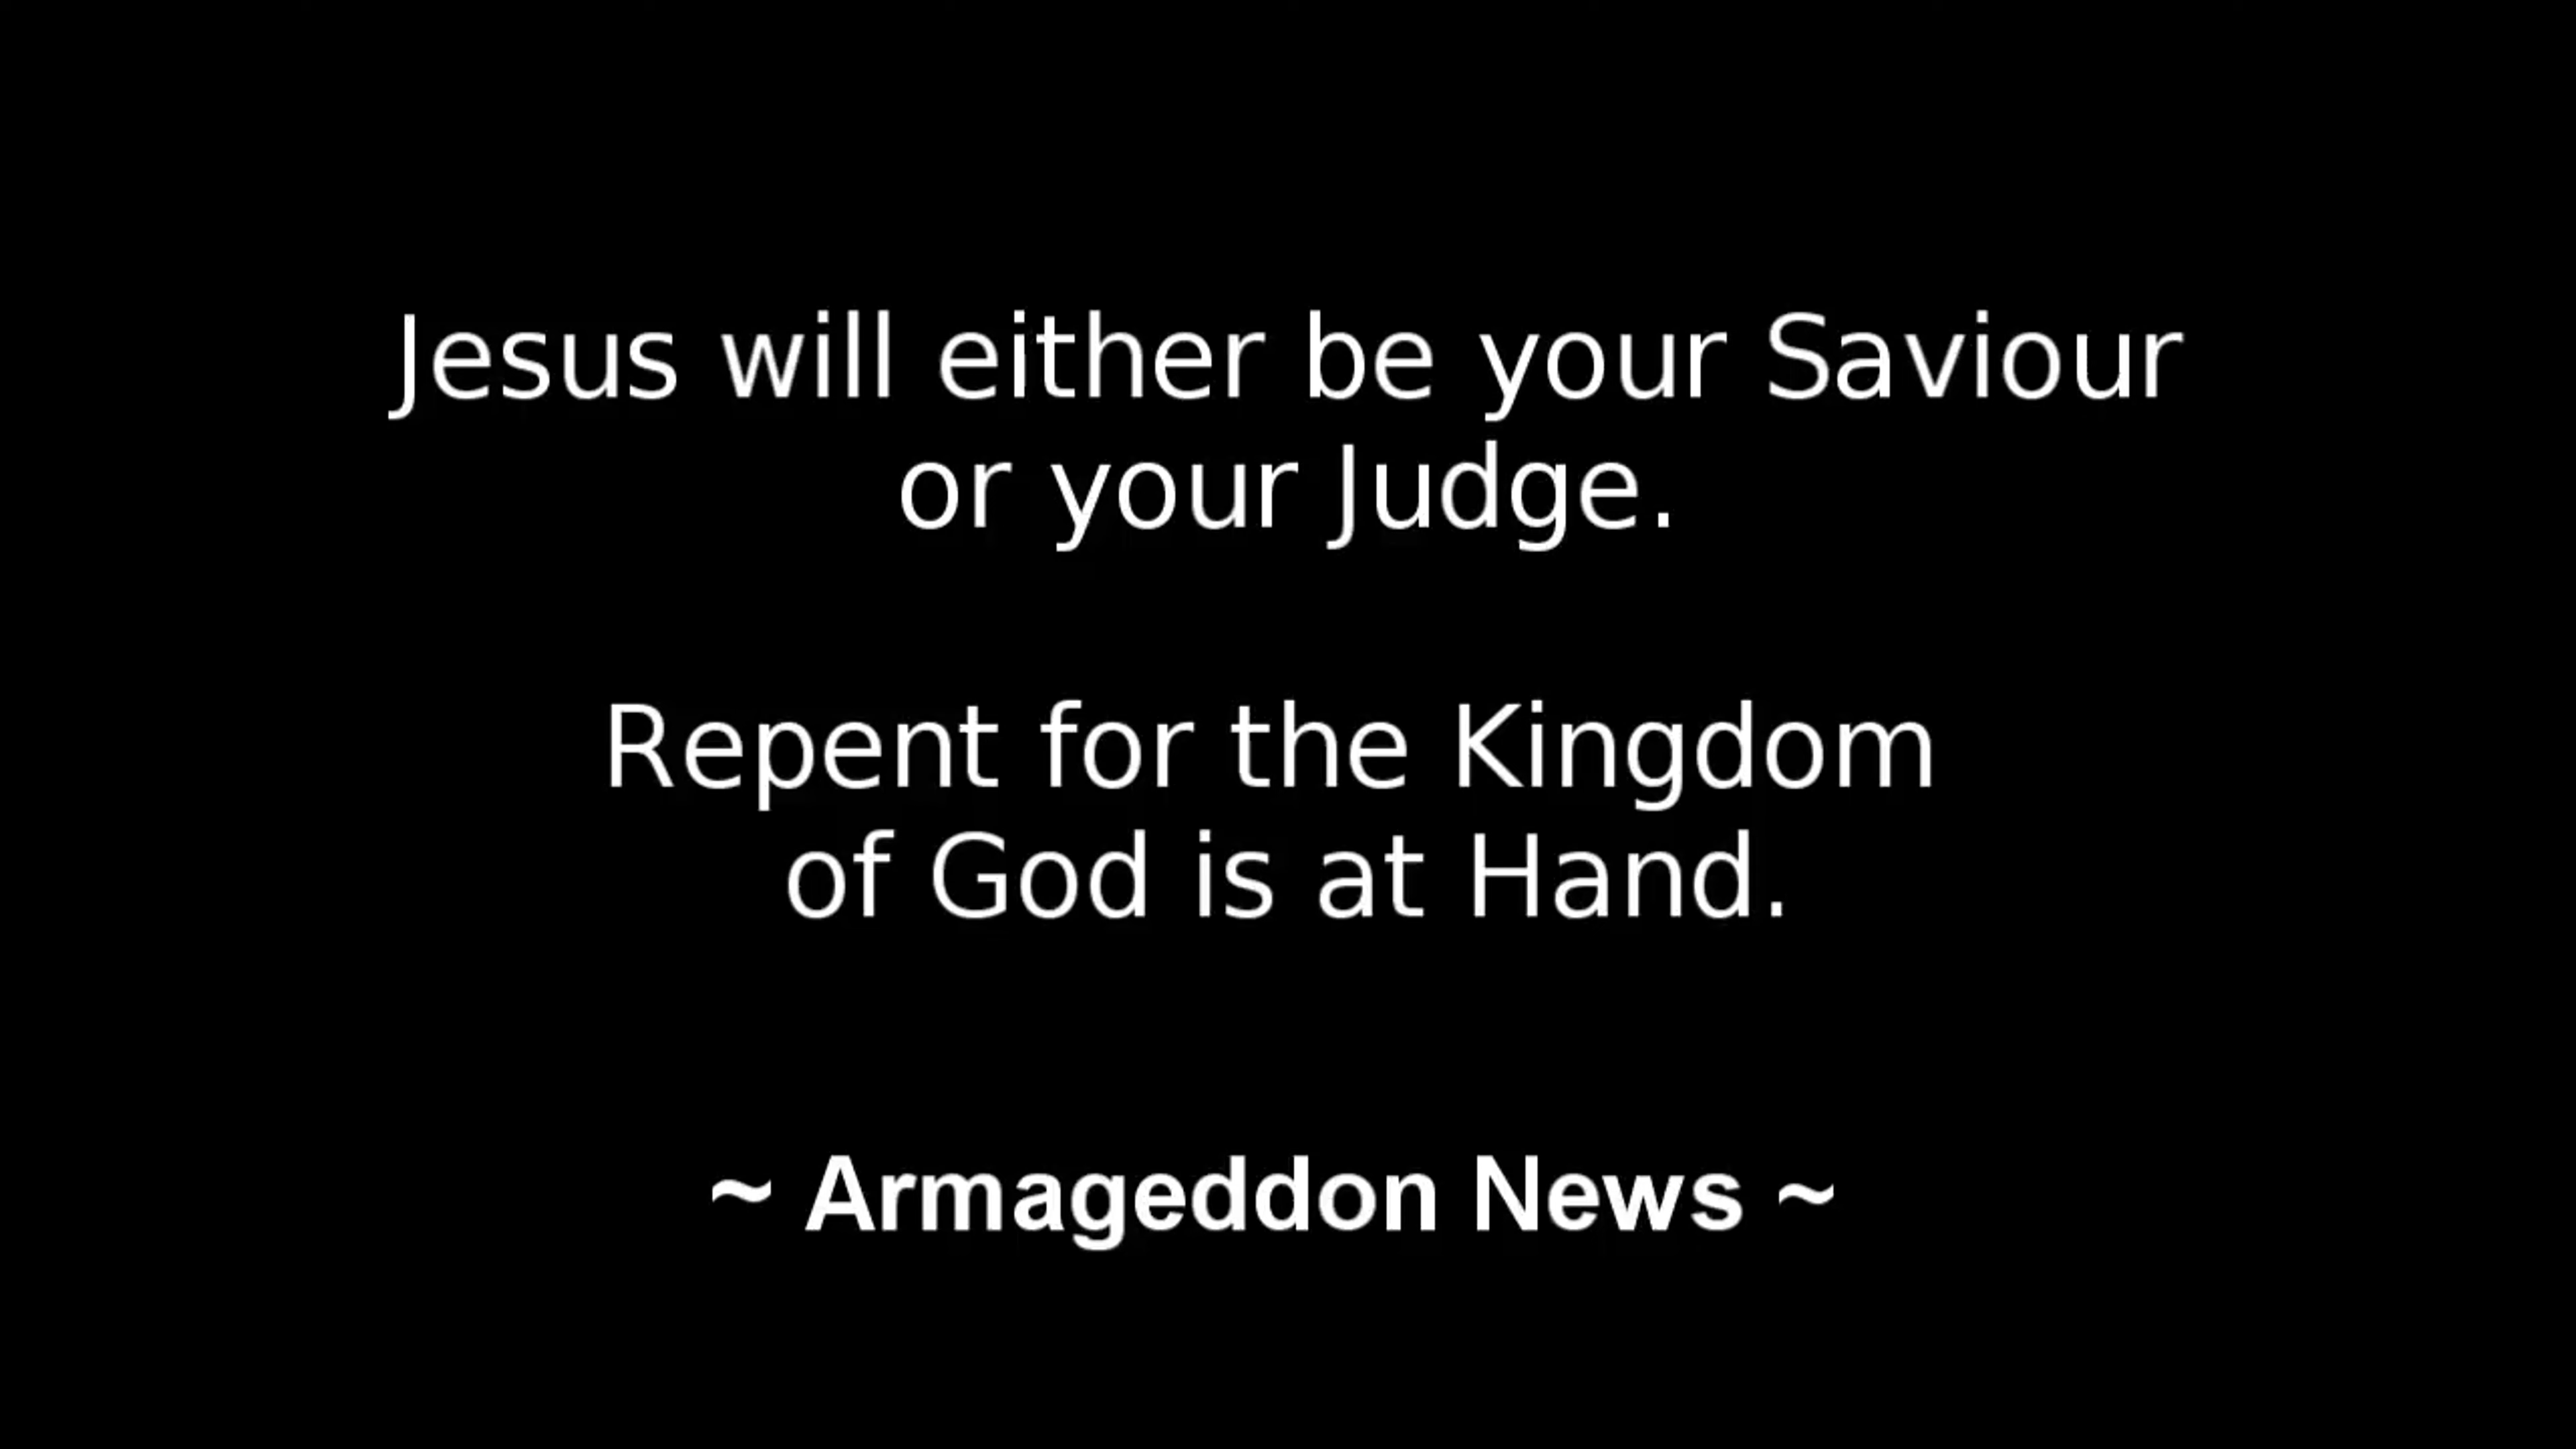 Jesus will either be your Saviour
or your Judge.
Repent for the Kingdom
of God is at Hand.
~ Armageddon News ~